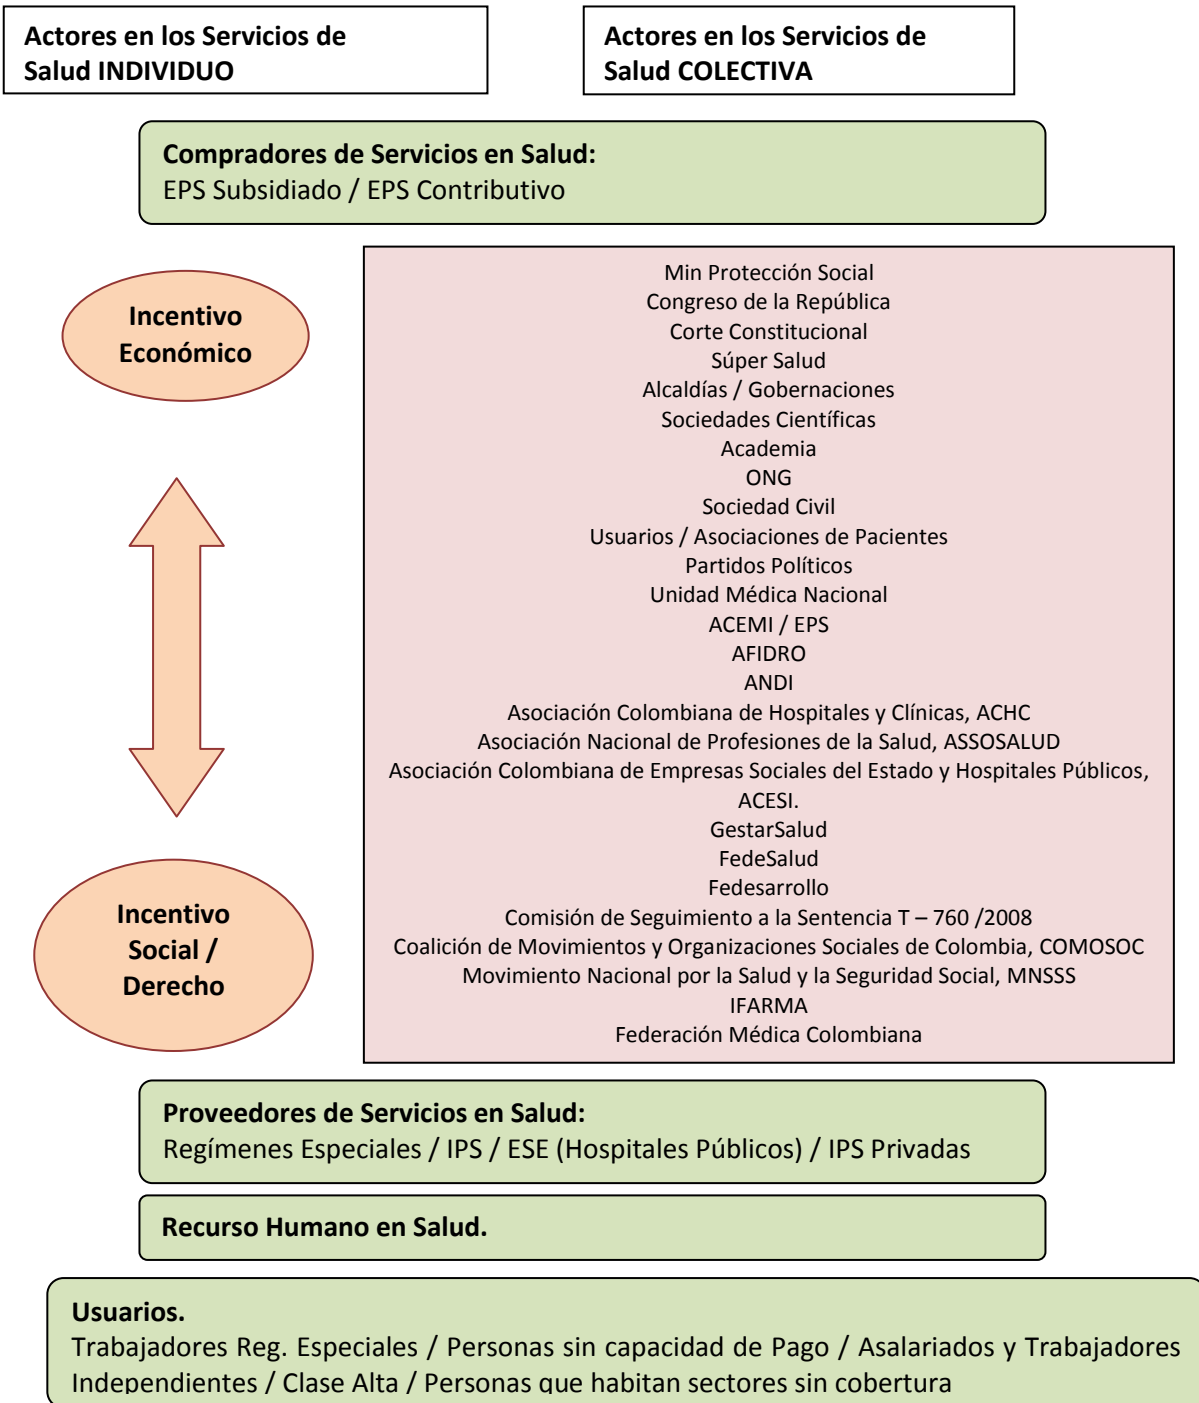 Actores en los Servicios de
Salud INDIVIDUO
Actores en los Servicios de
Salud COLECTIVA
Compradores de Servicios en Salud:
EPS Subsidiado / EPS Contributivo
Incentivo
Económico
Min Protección Social
Congreso de la República
Corte Constitucional
Súper Salud
Alcaldías / Gobernaciones
Sociedades Científicas
Academia
ONG
Sociedad Civil
Usuarios / Asociaciones de Pacientes
Partidos Políticos
Unidad Médica Nacional
ACEMI / EPS
AFIDRO
ANDI
Asociación Colombiana de Hospitales y Clínicas, ACHC
Asociación Nacional de Profesiones de la Salud, ASSOSALUD
Asociación Colombiana de Empresas Sociales del Estado y Hospitales Públicos,
ACESI.
GestarSalud
FedeSalud
Fedesarrollo
Comisión de Seguimiento a la Sentencia T – 760 /2008
Coalición de Movimientos y Organizaciones Sociales de Colombia, COMOSOC
Movimiento Nacional por la Salud y la Seguridad Social, MNSSS
IFARMA
Federación Médica Colombiana
Incentivo
Social /
Derecho
Proveedores de Servicios en Salud:
Regímenes Especiales / IPS / ESE (Hospitales Públicos) / IPS Privadas
Recurso Humano en Salud.
Usuarios.
Trabajadores Reg. Especiales / Personas sin capacidad de Pago / Asalariados y Trabajadores
Independientes / Clase Alta / Personas que habitan sectores sin cobertura